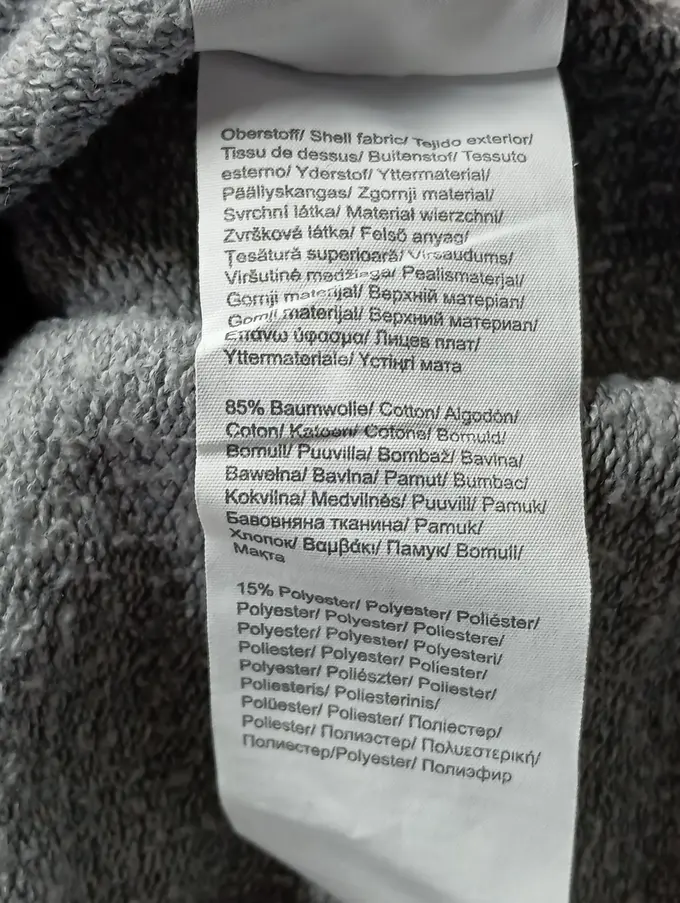 Oberstoff/ Shell fabric/ Tejido exterior/
Tissu de dessus/ Buitenstof/ Tessuto
esterno/ Yderstof/ Yttermaterial/
Päällyskangas/ Zgornji material/
Svrchní látka/ Materiał wierzchni/
Zvršková látka/ Felső anyag/
Țesătură superioară/ Virsaudums/
Viršutinė medžiaga/ Pealismaterjal/
Gornji materijal/ Верхній матеріал/
Gornji materijal/ Верхний материал/
Επάνω ύφασμα/ Лицев плат/
Yttermateriale/ Үстіңгі мата
85% Baumwolle/ Cotton/ Algodón/
Coton/ Katoen/ Cotone/ Bomuld/
Bomull/ Puuvilla/ Bombaž/ Bavlna/
Bawełna/ Bavlna/ Pamut/ Bumbac/
Kokvilna/ Medvilnės/ Puuvill/ Pamuk/
Бавовняна тканина/ Pamuk/
Хлопок/ Βαμβάκι/ Памук/ Bomull/
Мақта
15% Polyester/ Polyester/ Poliéster/
Polyester/ Polyester/ Poliestere/
Polyester/ Polyester/ Polyesteri/
Poliester/ Polyester/ Poliester/
Polyester/ Poliészter/ Poliester/
Poliesteris/ Poliesterinis/
Polüester/ Poliester/ Поліестер/
Poliester/ Полиэстер/ Πολυεστερική/
Полиестер/Polyester/ Полиэфир